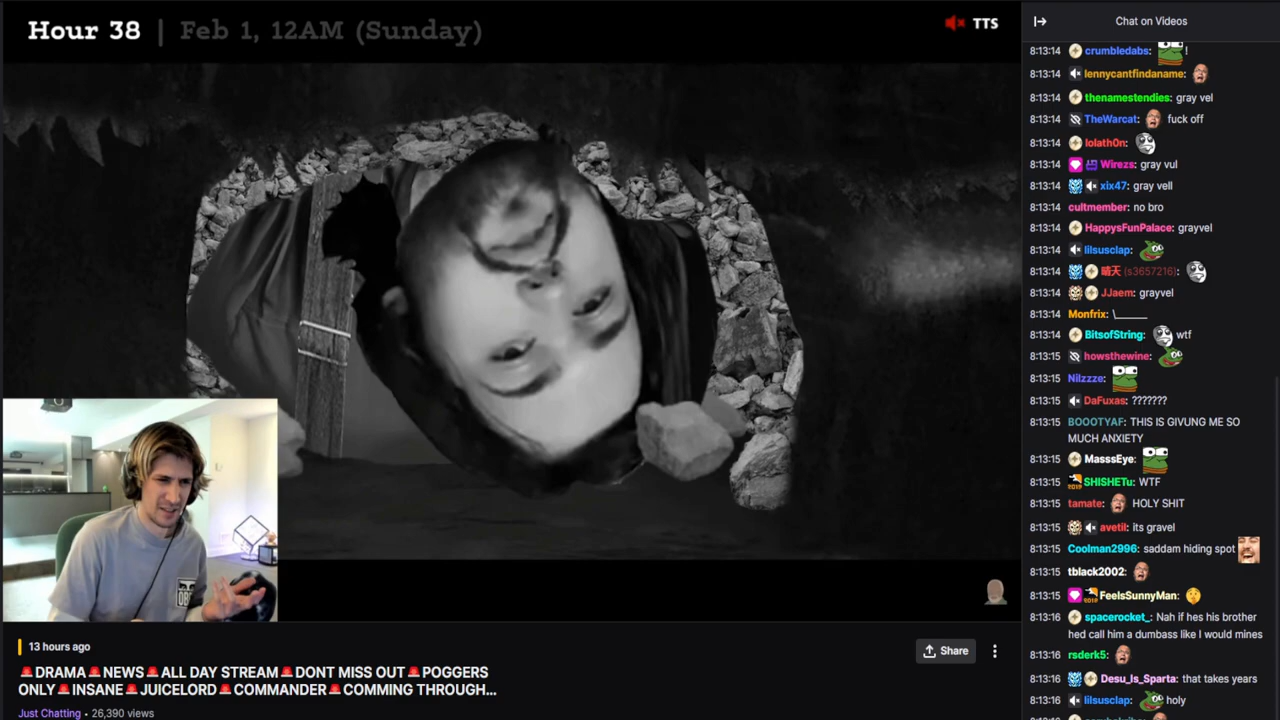 Hour 38 | Feb 1, 12AM (Sunday)
TTS
OBEY
13 hours ago
Share
DRAMA NEWS ALL DAY STREAM DONT MISS OUT POGGERS
ONLY INSANE JUICELORD COMMANDER COMMING THROUGH...
Just Chatting • 26,390 views
Chat on Videos
8:13:14 crumbledabs: !
8:13:14 lennycantfindaname:
8:13:14 thenamestendies: gray vel
8:13:14 TheWarcat: fuck off
8:13:14 lolath0n:
8:13:14 Wirezs: gray vul
8:13:14 xix47: gray vell
8:13:14 cultmember: no bro
8:13:14 HappysFunPalace: grayvel
8:13:14 lilsusclap:
8:13:14 晴天 (s3657216):
8:13:14 JJaem: grayvel
8:13:14 Monfrix: \_____
8:13:14 BitsofString: wtf
8:13:15 howsthewine:
8:13:15 Nilzzze:
8:13:15 DaFuxas: ???????
8:13:15 BOOOTYAF: THIS IS GIVUNG ME SO
MUCH ANXIETY
8:13:15 MasssEye:
8:13:15 SHISHETu: WTF
8:13:15 tamate: HOLY SHIT
8:13:15 avetil: its gravel
8:13:15 Coolman2996: saddam hiding spot
8:13:15 tblack2002:
8:13:15 FeelsSunnyMan:
8:13:16 spacerocket_: Nah if hes his brother
hed call him a dumbass like I would mines
8:13:16 rsderk5:
8:13:16 Desu_Is_Sparta: that takes years
8:13:16 lilsusclap: holy